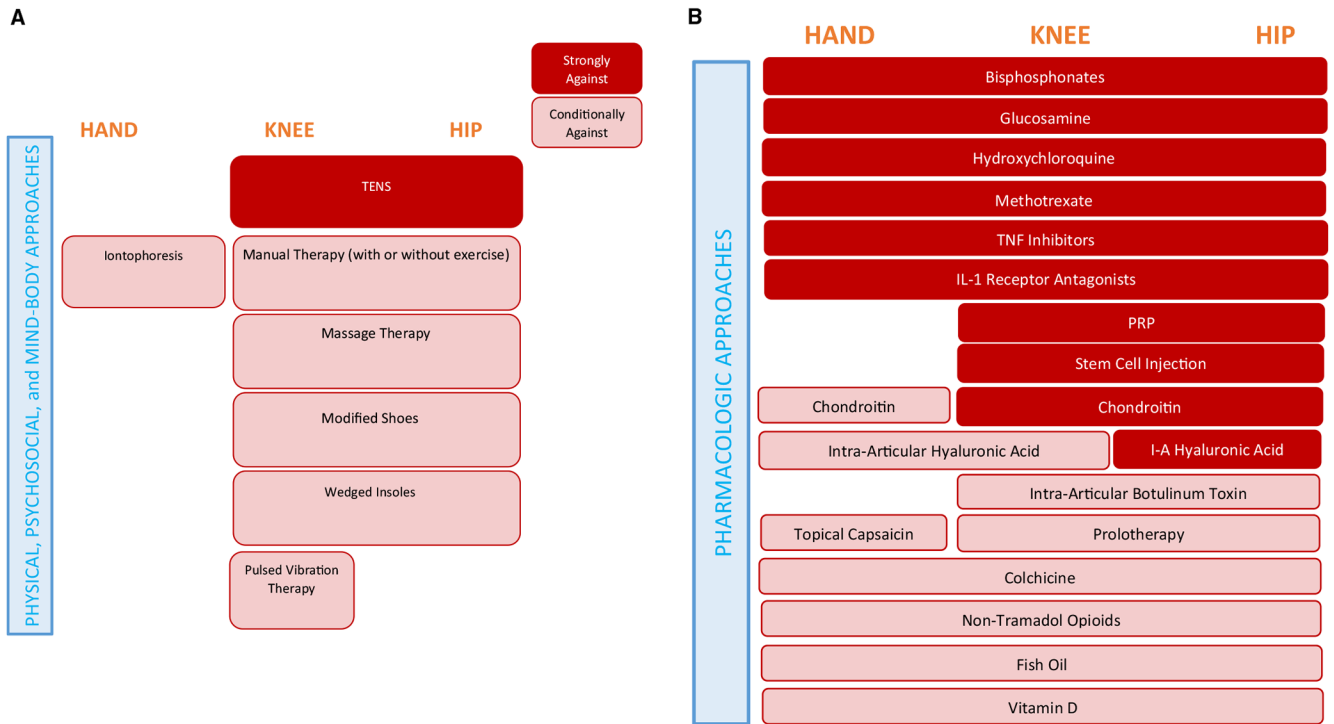 A
Strongly
Against
Conditionally
Against
HAND KNEE HIP
PHYSICAL, PSYCHOSOCIAL, and MIND-BODY APPROACHES
TENS
Iontophoresis
Manual Therapy (with or without exercise)
Massage Therapy
Modified Shoes
Wedged Insoles
Pulsed Vibration
Therapy
B
HAND KNEE HIP
PHARMACOLOGIC APPROACHES
Bisphosphonates
Glucosamine
Hydroxychloroquine
Methotrexate
TNF Inhibitors
IL-1 Receptor Antagonists
PRP
Stem Cell Injection
Chondroitin Chondroitin
Intra-Articular Hyaluronic Acid I-A Hyaluronic Acid
Intra-Articular Botulinum Toxin
Topical Capsaicin Prolotherapy
Colchicine
Non-Tramadol Opioids
Fish Oil
Vitamin D